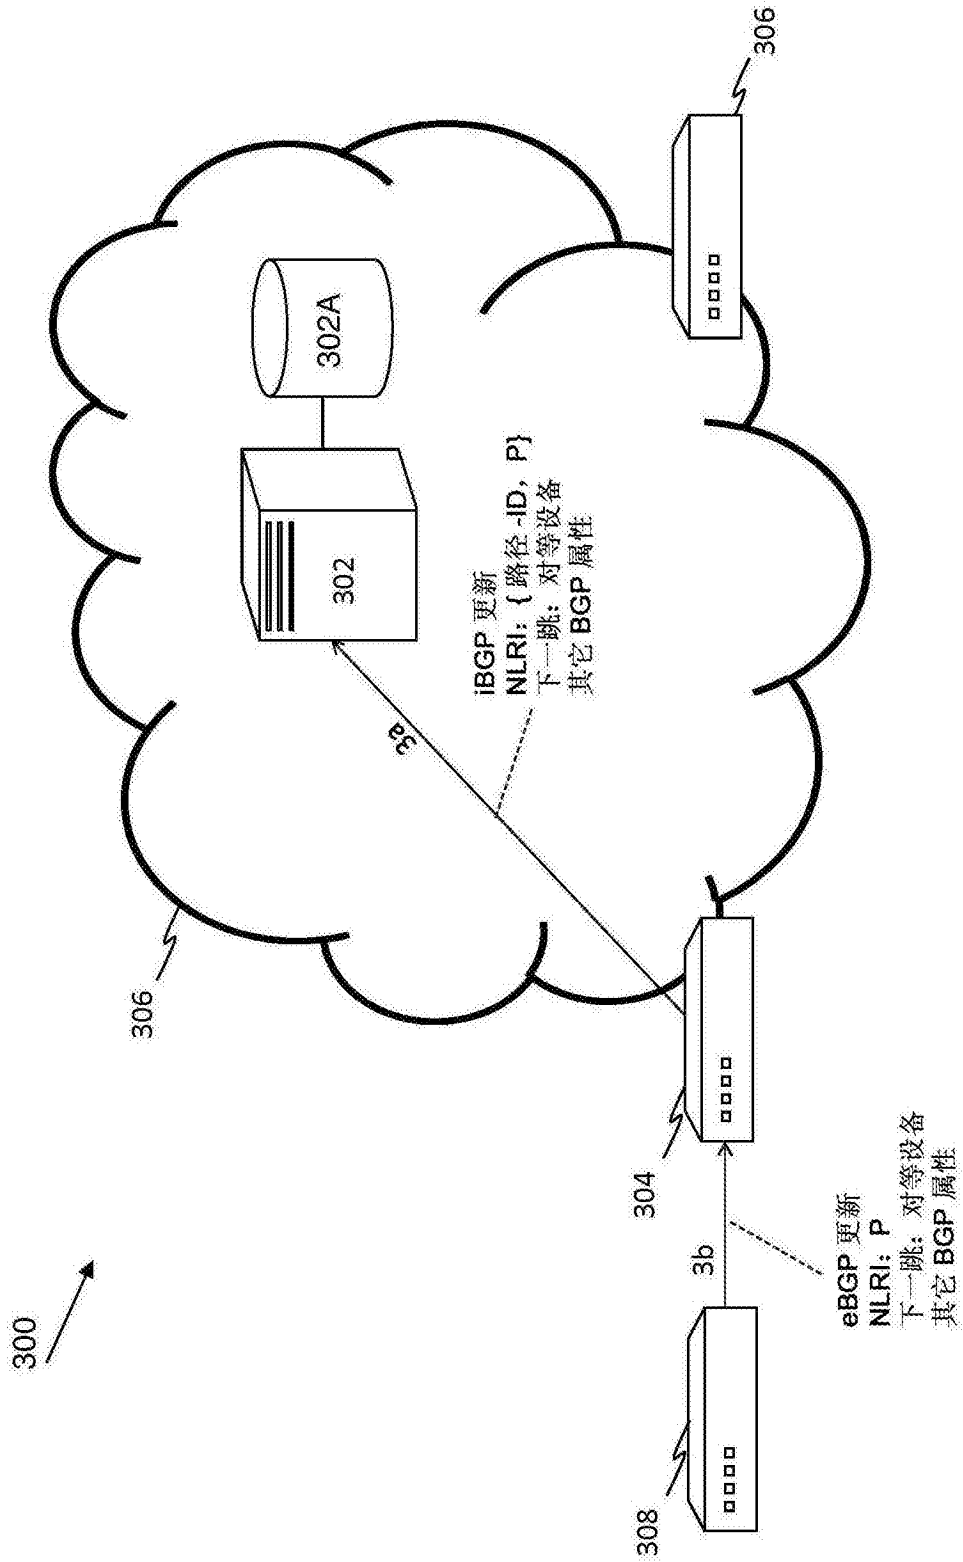 300
306
302A
302
306
3a
iBGP 更新
NLRI：{ 路径 -ID，P}
下一跳：对等设备
其它 BGP 属性
304
308
3b
eBGP 更新
NLRI：P
下一跳：对等设备
其它 BGP 属性